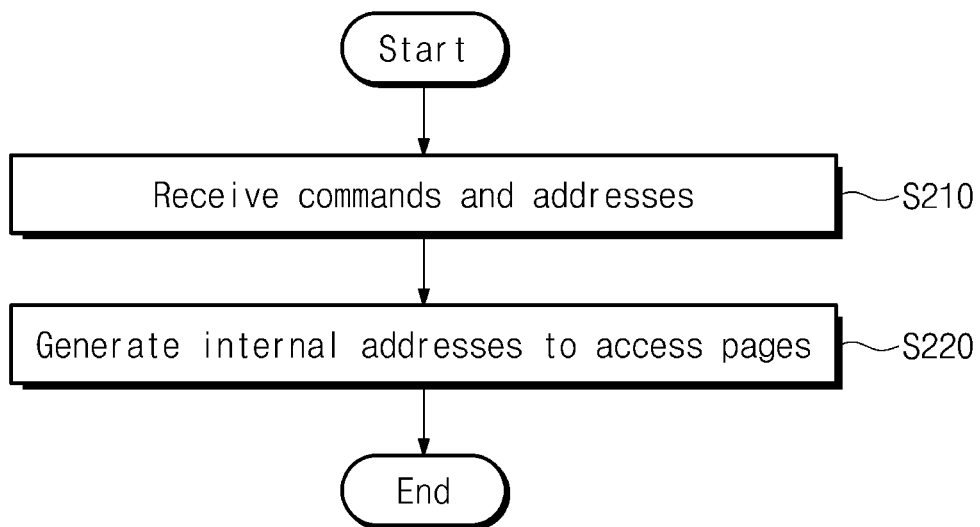 Start
Receive commands and addresses
S210
Generate internal addresses to access pages
S220
End